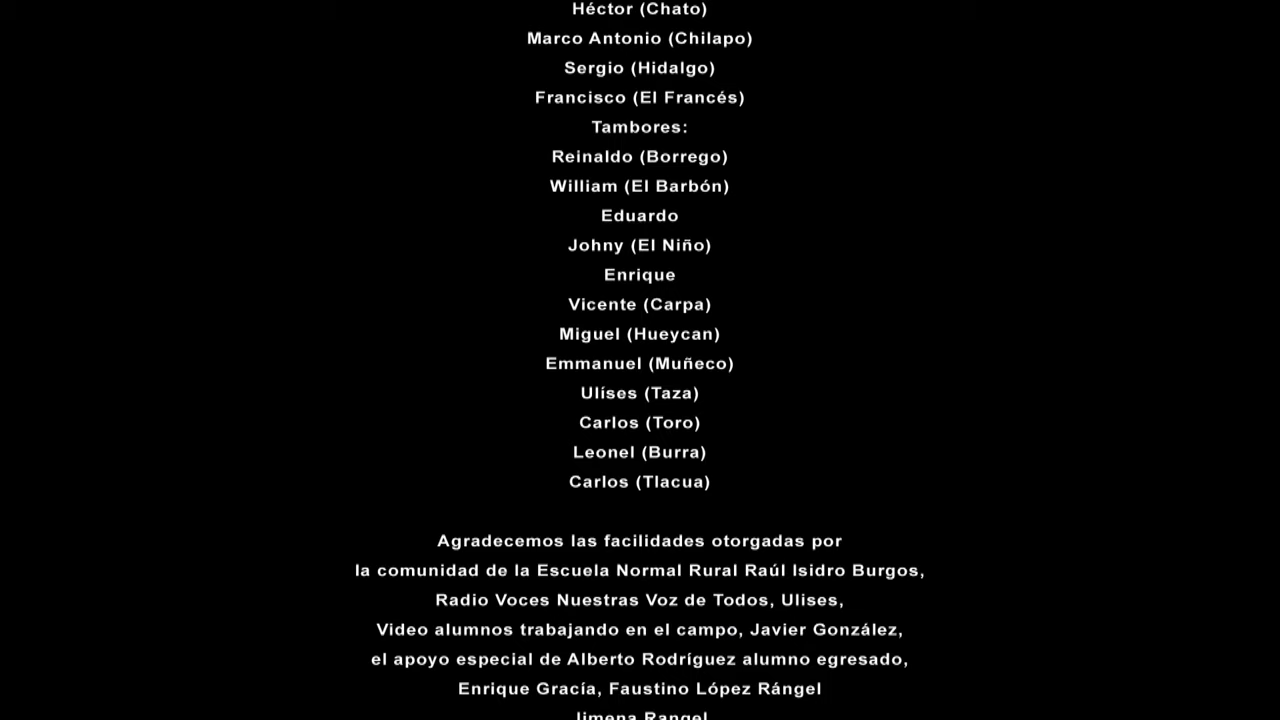 Héctor (Chato)
Marco Antonio (Chilapo)
Sergio (Hidalgo)
Francisco (El Francés)
Tambores:
Reinaldo (Borrego)
William (El Barbón)
Eduardo
Johny (El Niño)
Enrique
Vicente (Carpa)
Miguel (Hueycan)
Emmanuel (Muñeco)
Ulíses (Taza)
Carlos (Toro)
Leonel (Burra)
Carlos (Tlacua)
Agradecemos las facilidades otorgadas por
la comunidad de la Escuela Normal Rural Raúl Isidro Burgos,
Radio Voces Nuestras Voz de Todos, Ulises,
Video alumnos trabajando en el campo, Javier González,
el apoyo especial de Alberto Rodríguez alumno egresado,
Enrique Gracía, Faustino López Rángel
Jimena Rangel